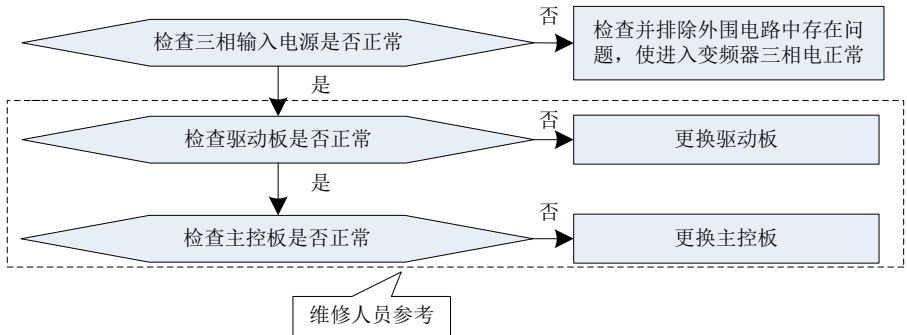 检查三相输入电源是否正常
否
检查并排除外围电路中存在问
题，使进入变频器三相电正常
是
检查驱动板是否正常
否
更换驱动板
是
检查主控板是否正常
否
更换主控板
维修人员参考